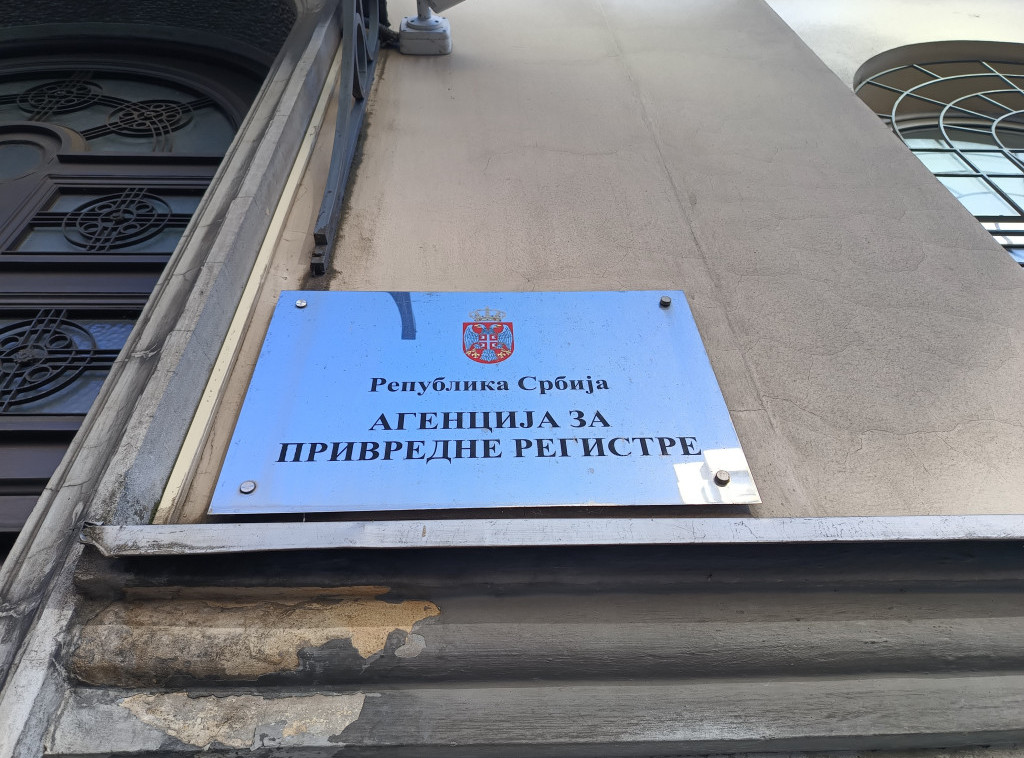 Република Србија
АГЕНЦИЈА ЗА
ПРИВРЕДНЕ РЕГИСТРЕ